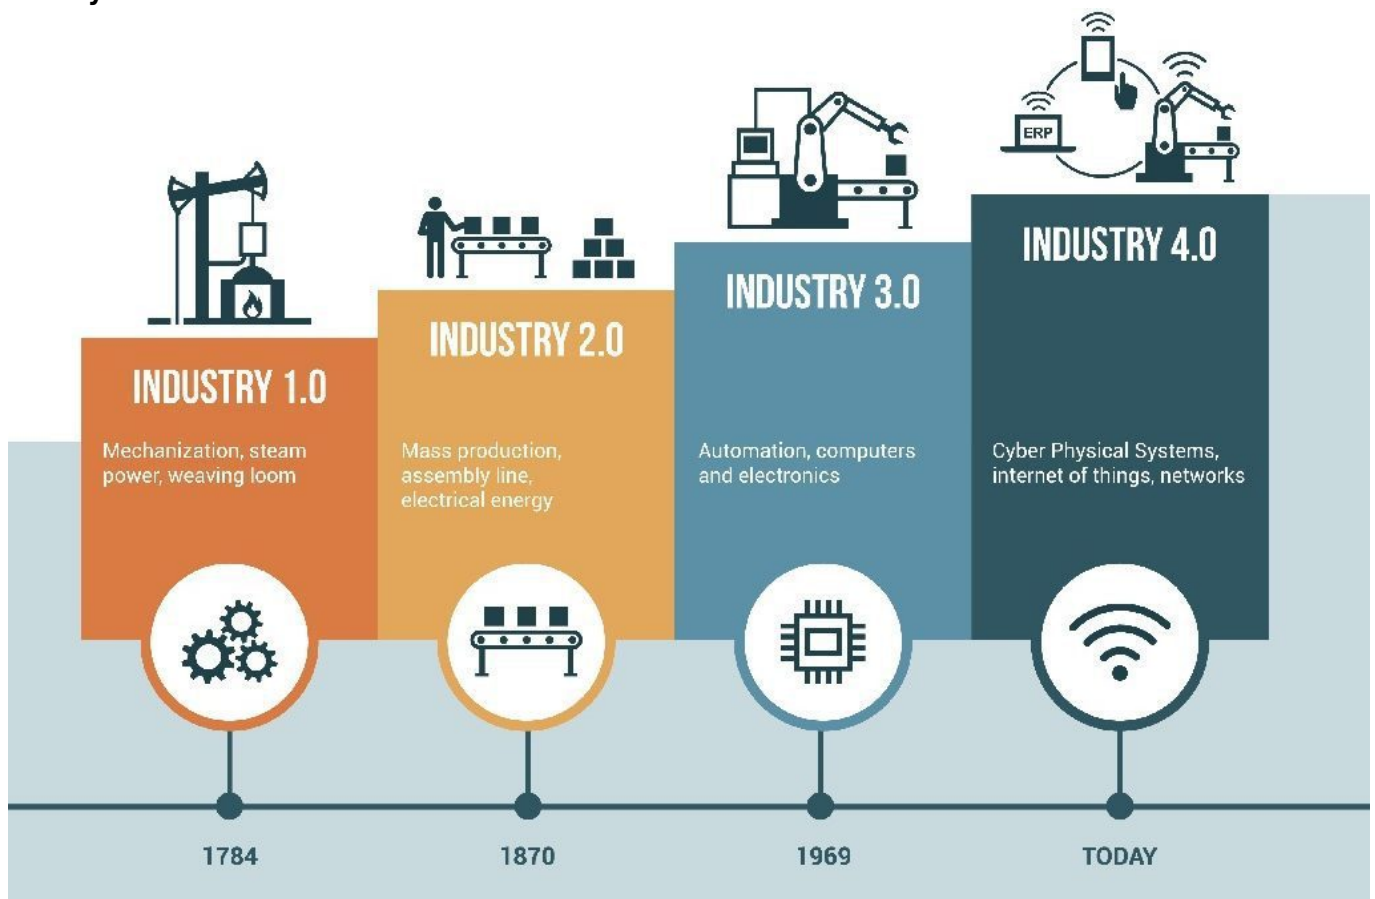 ERP
INDUSTRY 1.0
INDUSTRY 2.0
INDUSTRY 3.0
INDUSTRY 4.0
Mechanization, steam
power, weaving loom
Mass production,
assembly line,
electrical energy
Automation, computers
and electronics
Cyber Physical Systems,
internet of things, networks
1784
1870
1969
TODAY